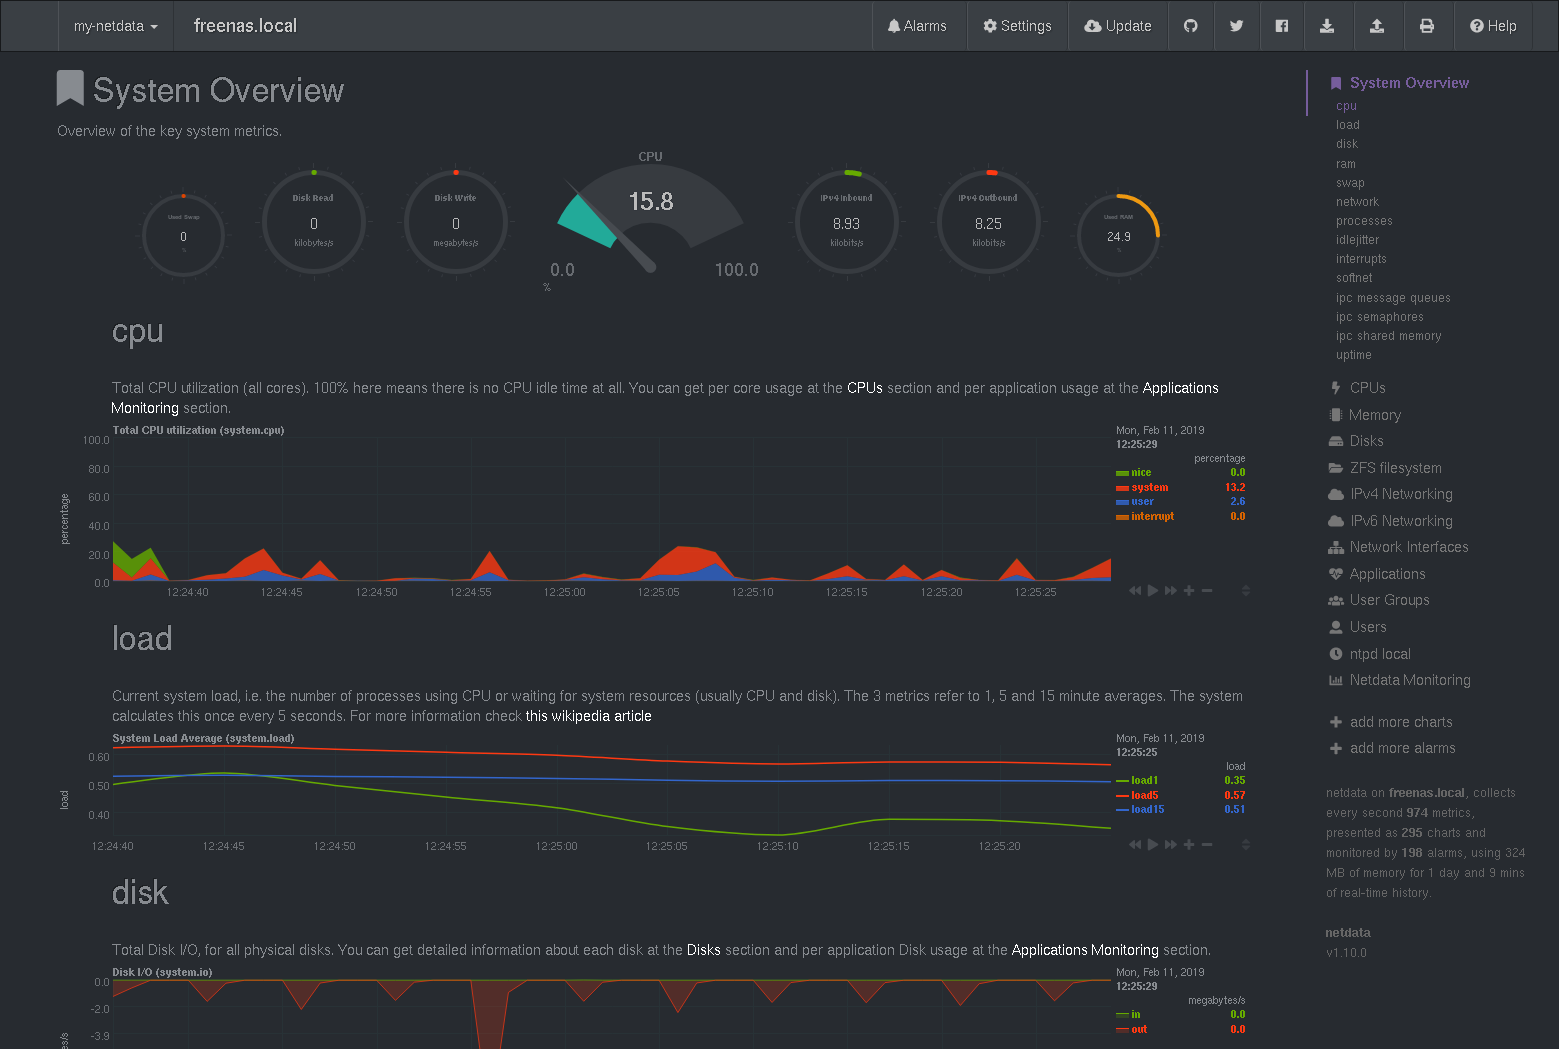 my-netdata
freenas.local
Alarms
Settings
Update
Help
System Overview
Overview of the key system metrics.
Used Swap
0
%
Disk Read
0
kilobytes/s
Disk Write
0
megabytes/s
CPU
15.8
0.0
100.0
%
IPv4 Inbound
8.93
kilobits/s
IPv4 Outbound
8.25
kilobits/s
Used RAM
24.9
%
cpu
Total CPU utilization (all cores). 100% here means there is no CPU idle time at all. You can get per core usage at the CPUs section and per application usage at the Applications
Monitoring section.
Total CPU utilization (system.cpu)
percentage
100.0
80.0
60.0
40.0
20.0
0.0
12:24:40 12:24:45 12:24:50 12:24:55 12:25:00 12:25:05 12:25:10 12:25:15 12:25:20 12:25:25
Mon, Feb 11, 2019
12:25:29
percentage
nice 0.0
system 13.2
user 2.6
interrupt 0.0
load
Current system load, i.e. the number of processes using CPU or waiting for system resources (usually CPU and disk). The 3 metrics refer to 1, 5 and 15 minute averages. The system
calculates this once every 5 seconds. For more information check this wikipedia article
System Load Average (system.load)
load
0.60
0.50
0.40
12:24:40 12:24:45 12:24:50 12:24:55 12:25:00 12:25:05 12:25:10 12:25:15 12:25:20
Mon, Feb 11, 2019
12:25:25
load
load1 0.35
load5 0.57
load15 0.51
disk
Total Disk I/O, for all physical disks. You can get detailed information about each disk at the Disks section and per application Disk usage at the Applications Monitoring section.
Disk I/O (system.io)
es/s
0.0
-2.0
-3.9
Mon, Feb 11, 2019
12:25:29
megabytes/s
in 0.0
out 0.0
System Overview
cpu
load
disk
ram
swap
network
processes
idlejitter
interrupts
softnet
ipc message queues
ipc semaphores
ipc shared memory
uptime
CPUs
Memory
Disks
ZFS filesystem
IPv4 Networking
IPv6 Networking
Network Interfaces
Applications
User Groups
Users
ntpd local
Netdata Monitoring
add more charts
add more alarms
netdata on freenas.local, collects
every second 974 metrics,
presented as 295 charts and
monitored by 198 alarms, using 324
MB of memory for 1 day and 9 mins
of real-time history.
netdata
v1.10.0